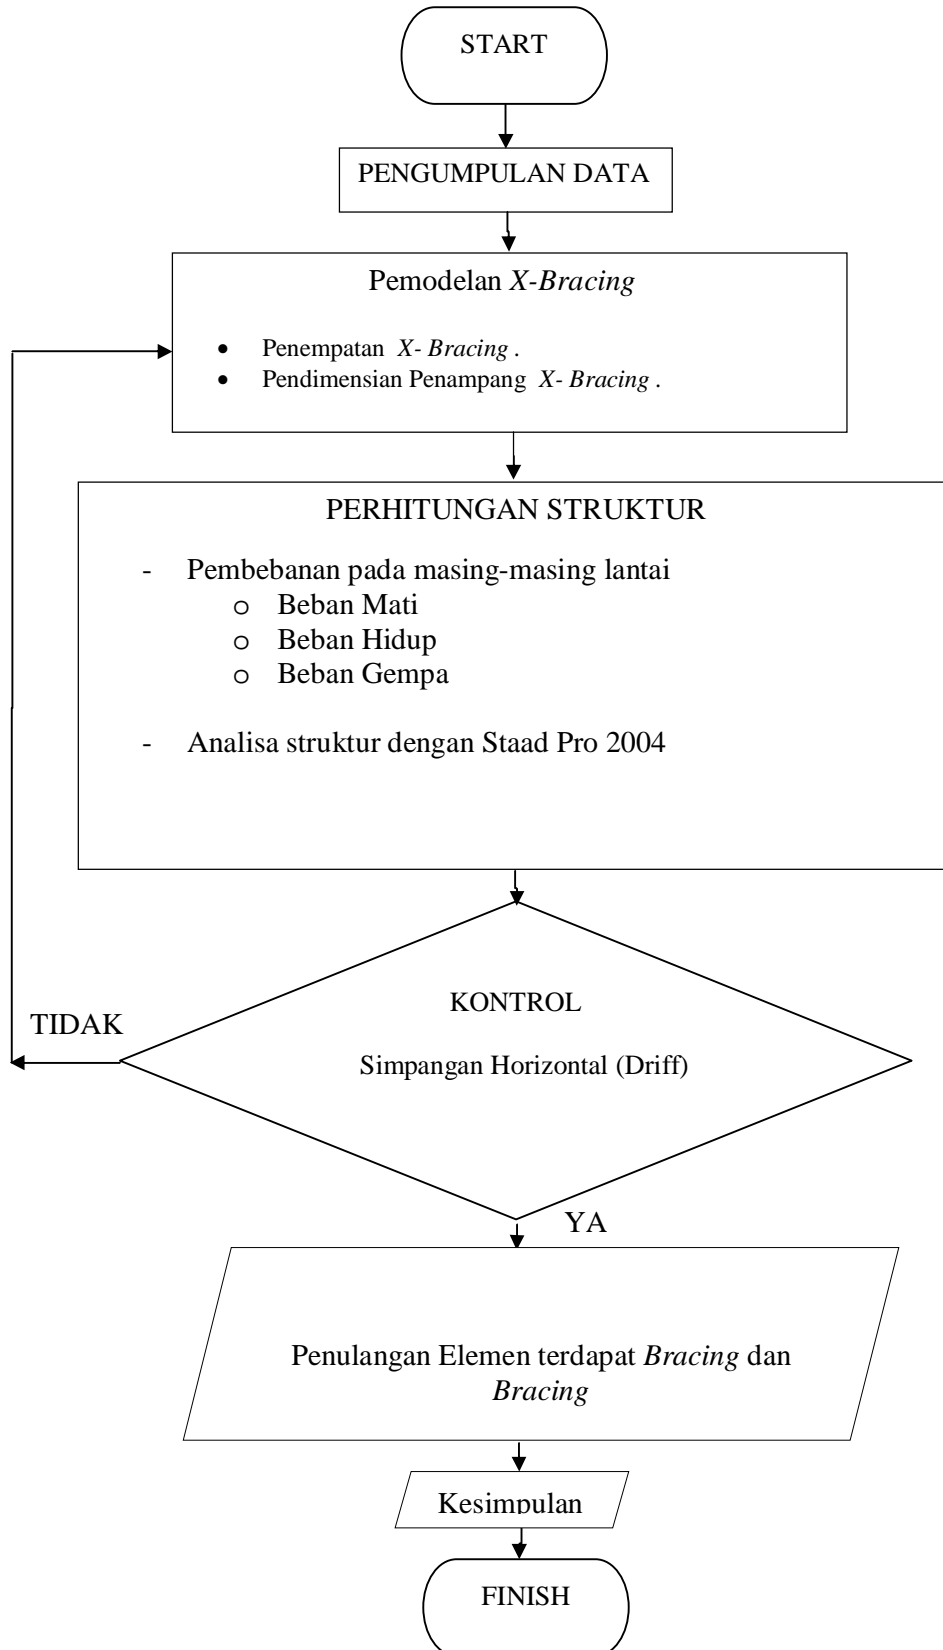 START
PENGUMPULAN DATA
Pemodelan X-Bracing
• Penempatan X- Bracing .
• Pendimensian Penampang X- Bracing .
PERHITUNGAN STRUKTUR
- Pembebanan pada masing-masing lantai
o Beban Mati
o Beban Hidup
o Beban Gempa
- Analisa struktur dengan Staad Pro 2004
KONTROL
TIDAK
Simpangan Horizontal (Driff)
YA
Penulangan Elemen terdapat Bracing dan
Bracing
Kesimpulan
FINISH